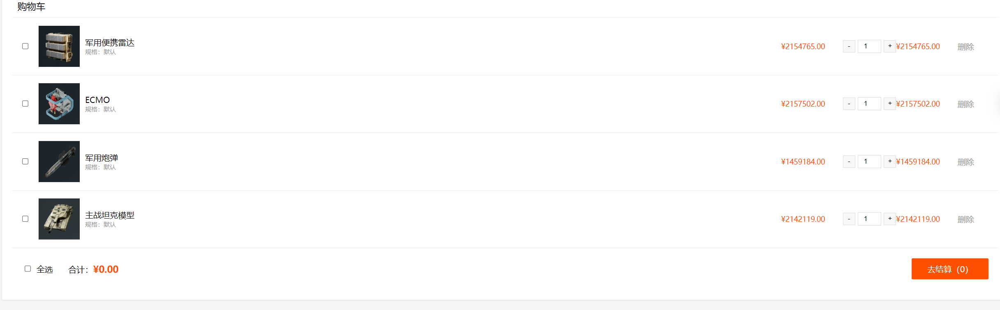 购物车
军用便携雷达
规格：默认
¥2154765.00 - 1 + ¥2154765.00 删除
ECMO
规格：默认
¥2157502.00 - 1 + ¥2157502.00 删除
军用炮弹
规格：默认
¥1459184.00 - 1 + ¥1459184.00 删除
主战坦克模型
规格：默认
¥2142119.00 - 1 + ¥2142119.00 删除
全选 合计：¥0.00 去结算（0）